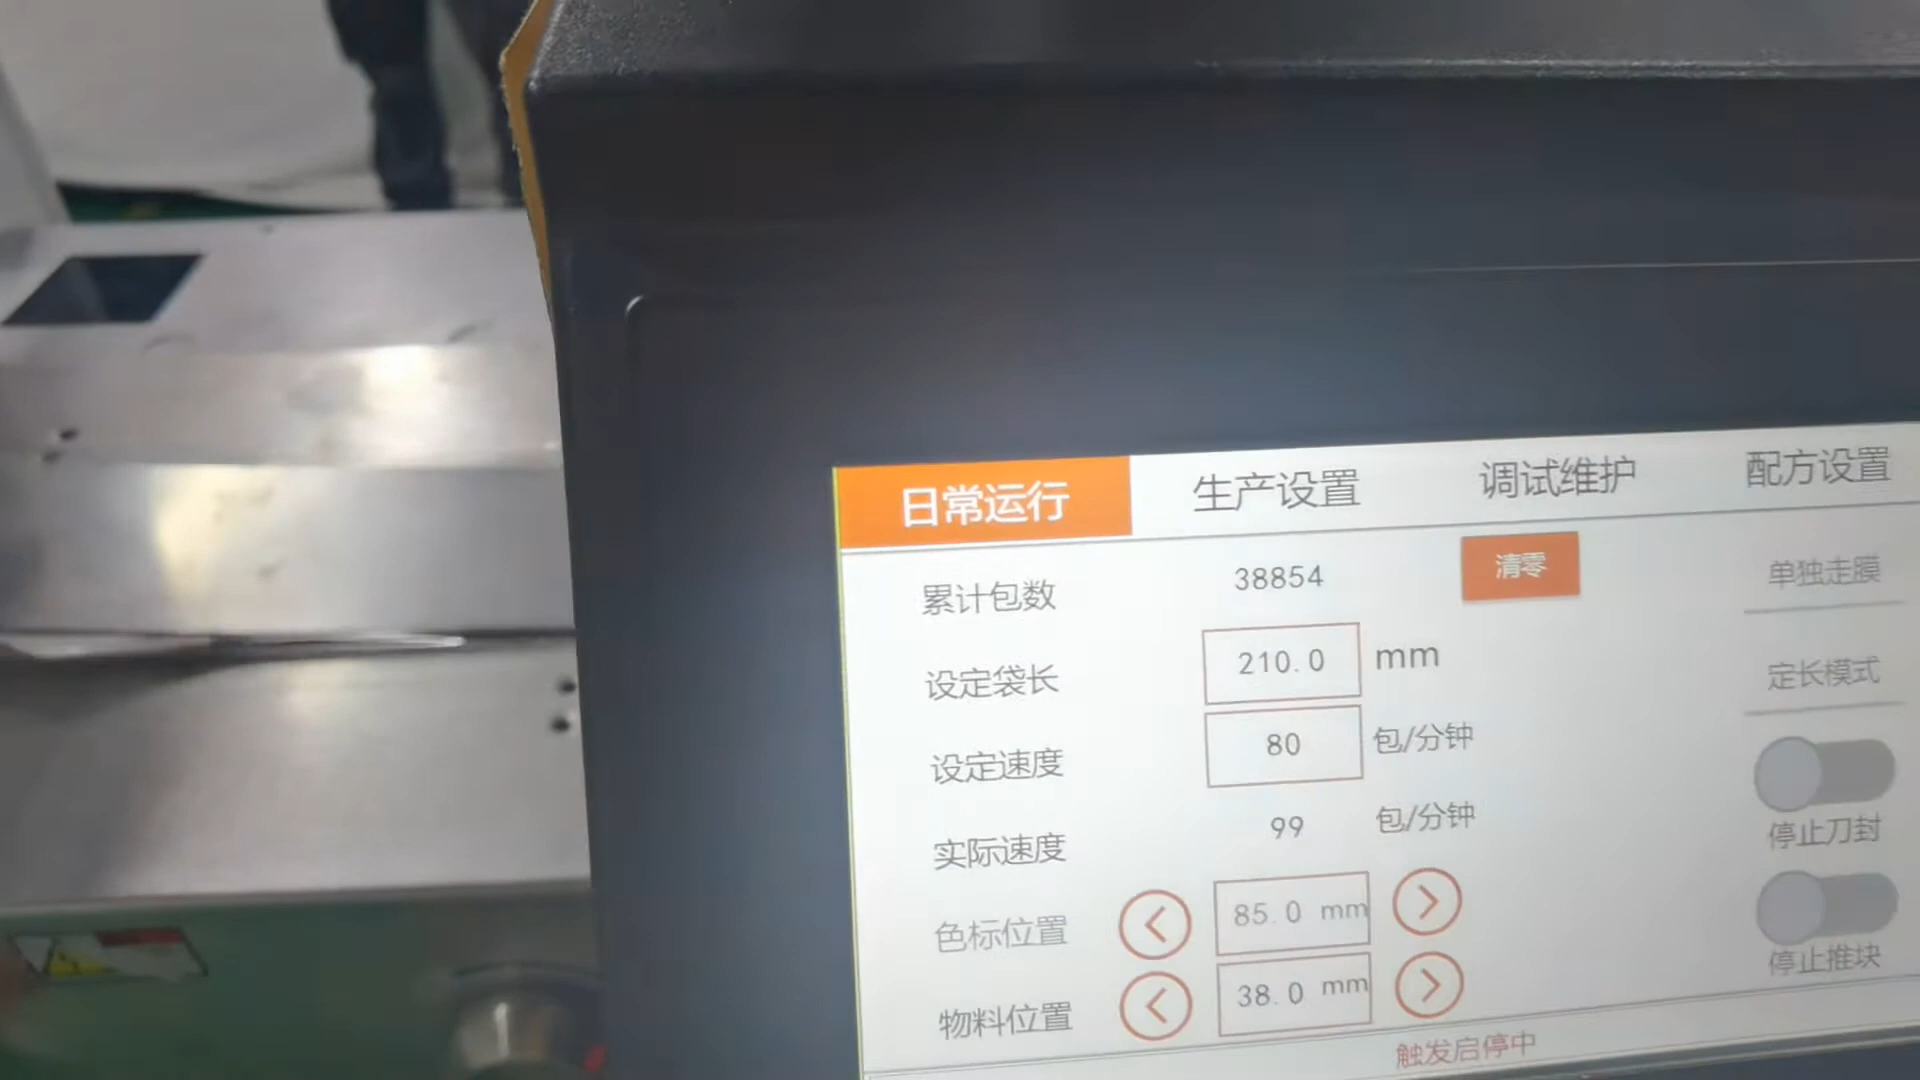 日常运行 生产设置 调试维护 配方设置
累计包数 38854 清零 单独走膜
设定袋长 210.0 mm 定长模式
设定速度 80 包/分钟
实际速度 99 包/分钟 停止刀封
色标位置 85.0 mm
物料位置 38.0 mm 停止推块
触发启停中